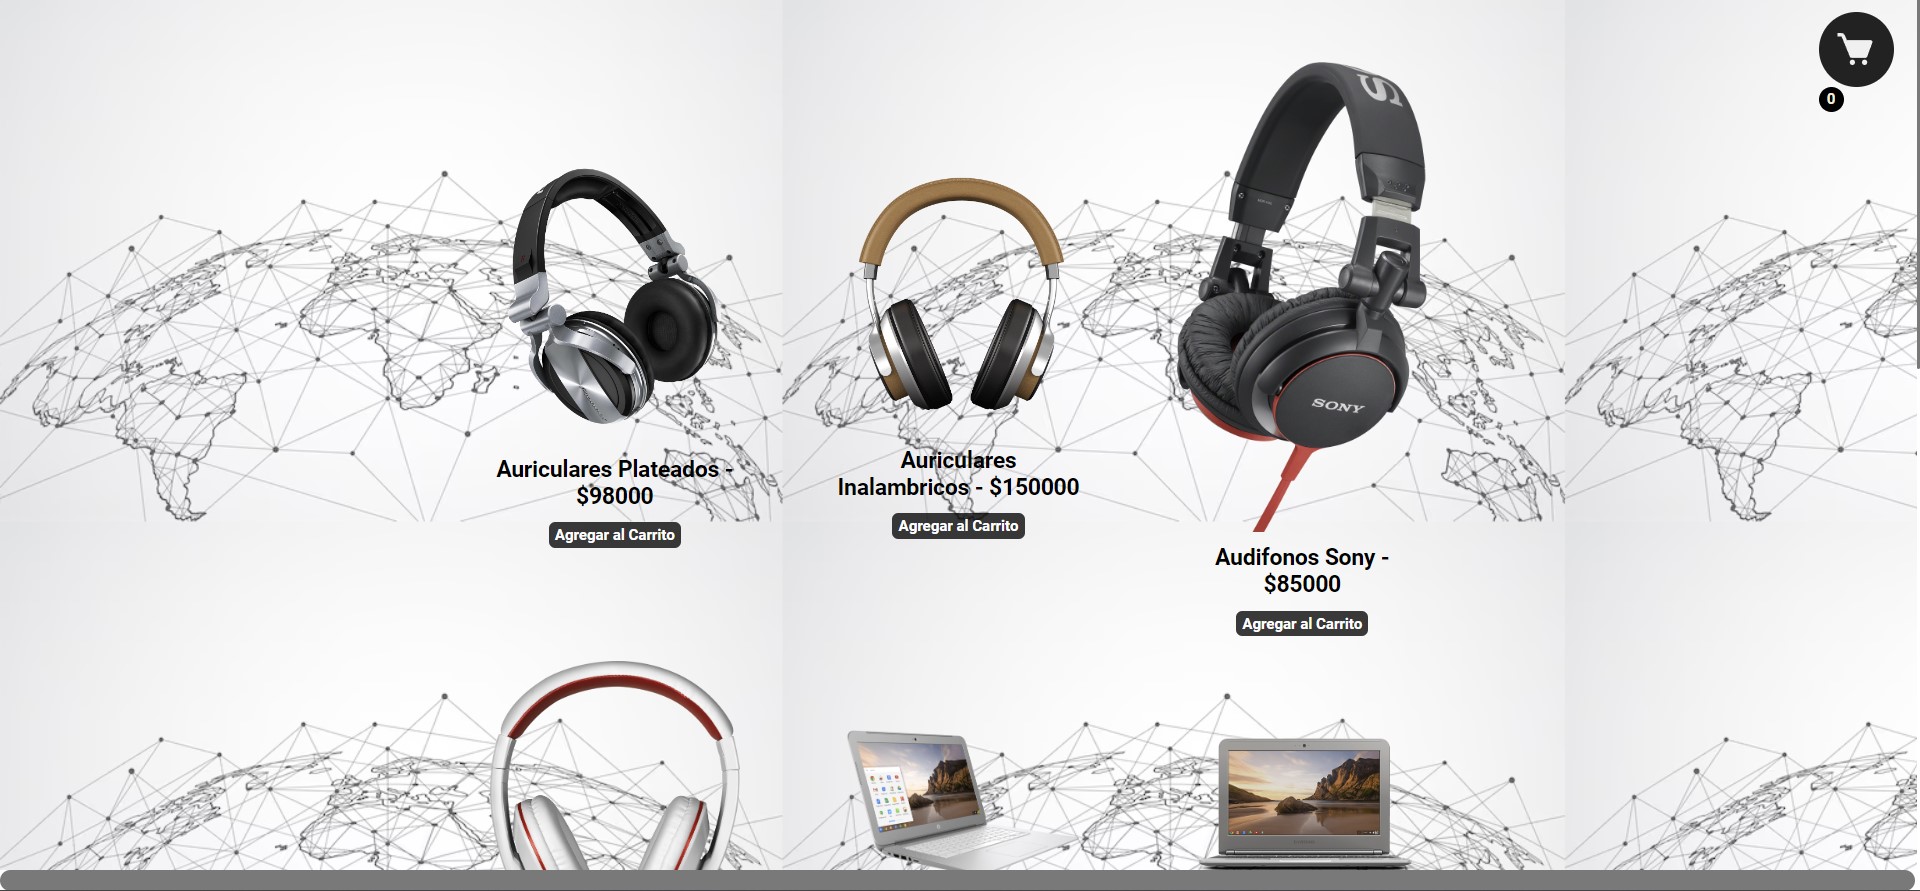 0
S
SONY
Auriculares Plateados -
$98000
Agregar al Carrito
Auriculares
Inalambricos - $150000
Agregar al Carrito
Audifonos Sony -
$85000
Agregar al Carrito